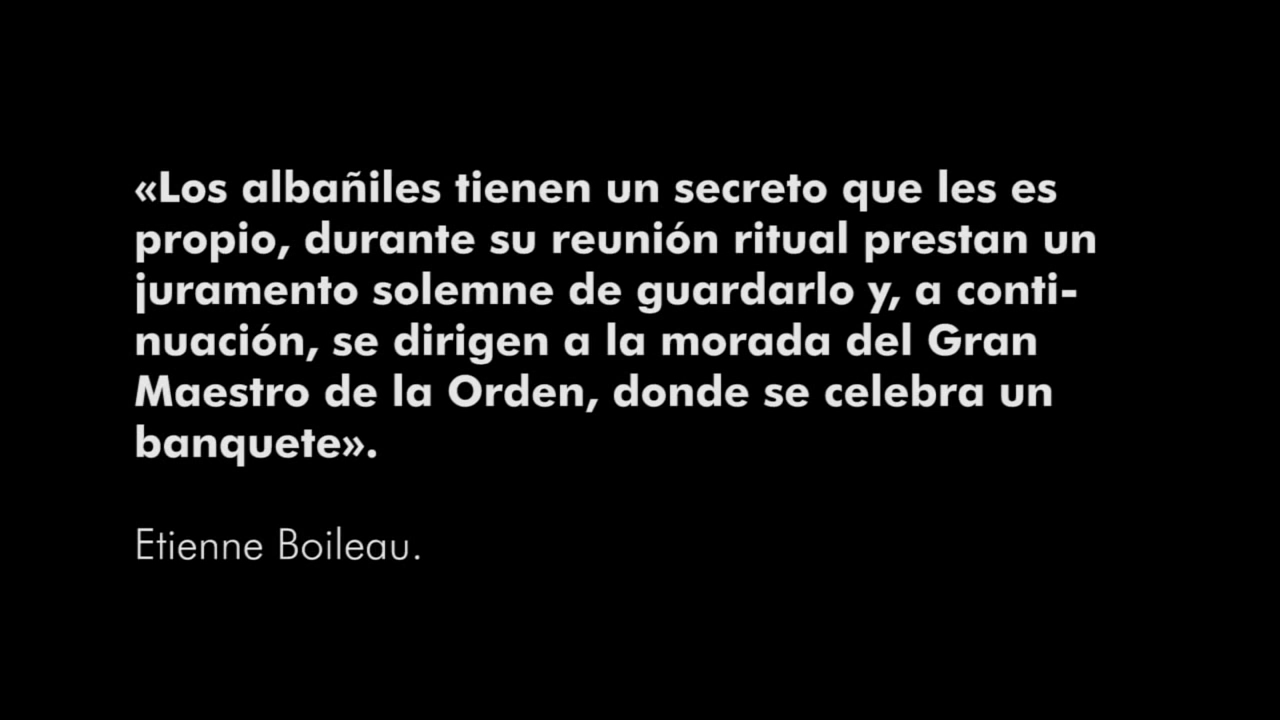 «Los albañiles tienen un secreto que les es
propio, durante su reunión ritual prestan un
juramento solemne de guardarlo y, a conti-
nuación, se dirigen a la morada del Gran
Maestro de la Orden, donde se celebra un
banquete».
Etienne Boileau.